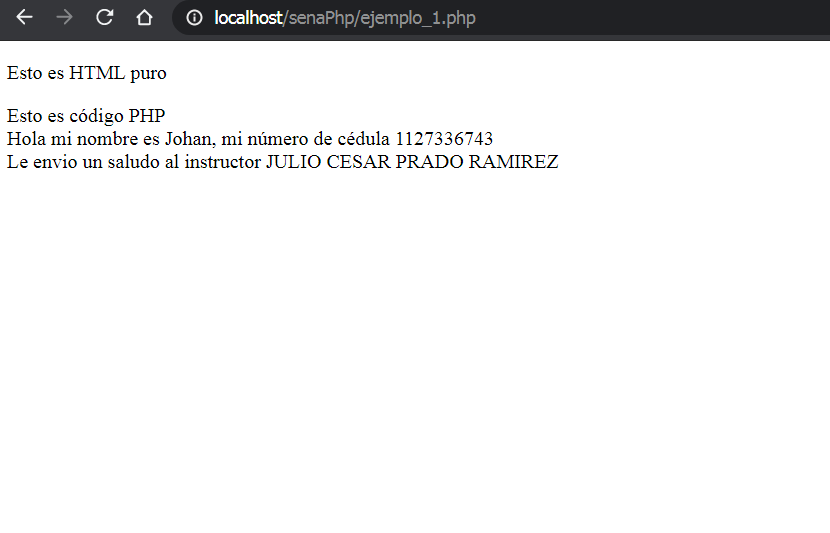 localhost/senaPhp/ejemplo_1.php
Esto es HTML puro
Esto es código PHP
Hola mi nombre es Johan, mi número de cédula 1127336743
Le envio un saludo al instructor JULIO CESAR PRADO RAMIREZ